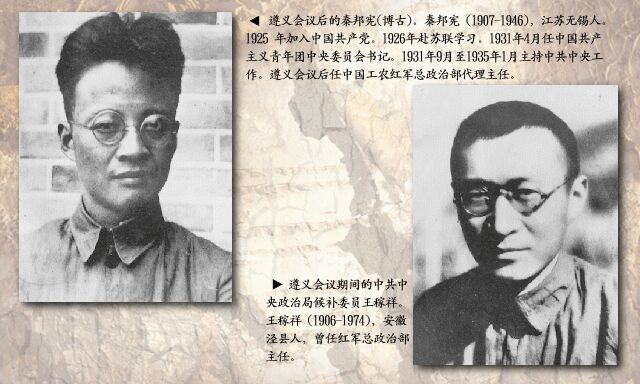 ◀ 遵义会议后的秦邦宪(博古)。秦邦宪（1907-1946），江苏无锡人。
1925 年加入中国共产党。1926年赴苏联学习。1931年4月任中国共产
主义青年团中央委员会书记。1931年9月至1935年1月主持中共中央工
作。遵义会议后任中国工农红军总政治部代理主任。
▶ 遵义会议期间的中共中
央政治局候补委员王稼祥。
王稼祥（1906-1974），安徽
泾县人，曾任红军总政治部
主任。